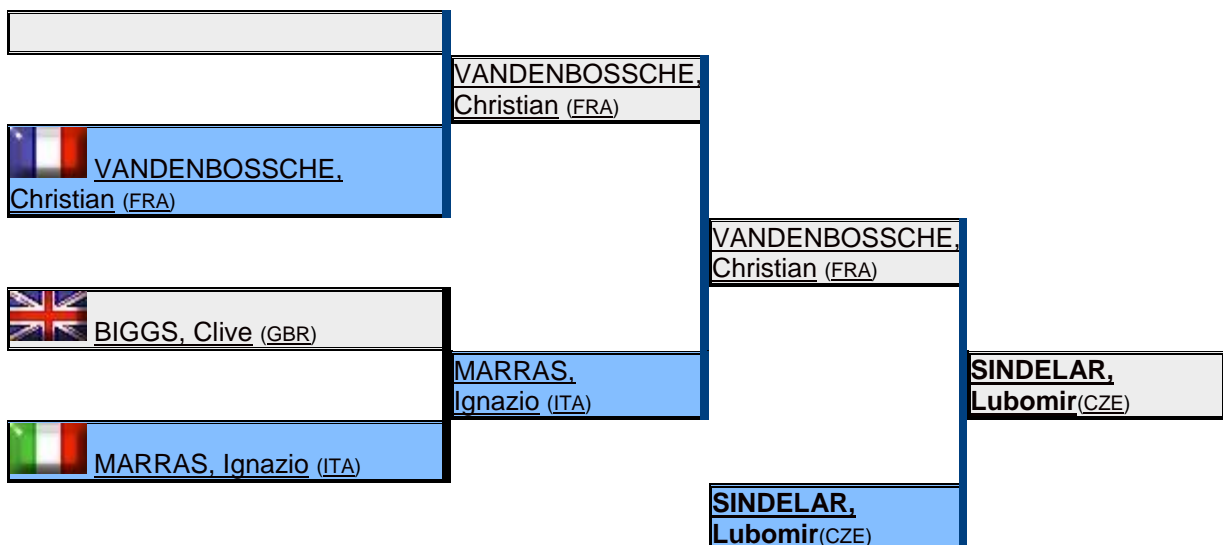 VANDENBOSSCHE,
Christian (FRA)
VANDENBOSSCHE,
Christian (FRA)
VANDENBOSSCHE,
Christian (FRA)
BIGGS, Clive (GBR)
MARRAS,
Ignazio (ITA)
SINDELAR,
Lubomir(CZE)
MARRAS, Ignazio (ITA)
SINDELAR,
Lubomir(CZE)